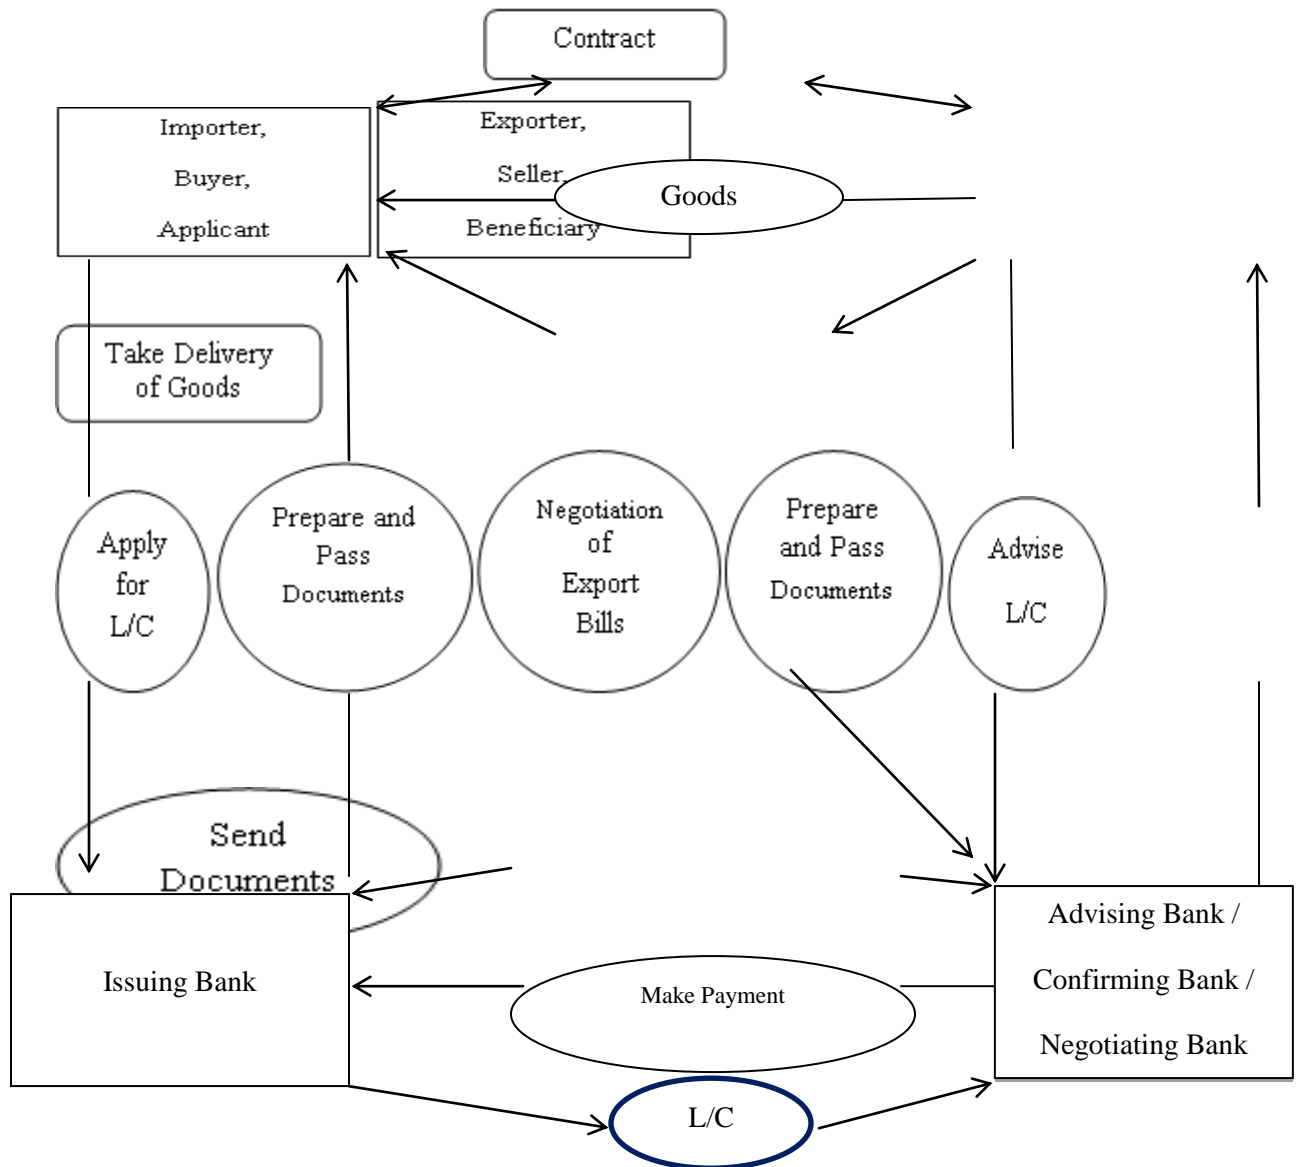 Contract
Importer,
Buyer,
Applicant
Exporter,
Seller,
Beneficiary
Goods
Take Delivery
of Goods
Apply
for
L/C
Prepare and
Pass
Documents
Negotiation
of
Export
Bills
Prepare
and Pass
Documents
Advise
L/C
Send
Documents
Issuing Bank
Make Payment
Advising Bank /
Confirming Bank /
Negotiating Bank
L/C